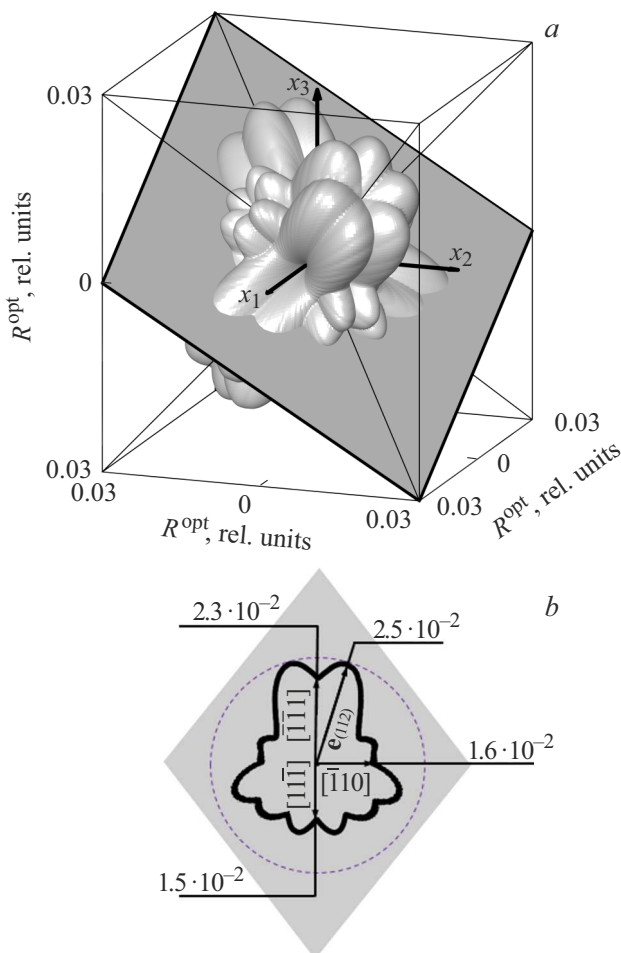 a
0.03
x₃
R^opt, rel. units
x₂
0
x₁
0.03
0.03
0.03
0
0
0.03
0.03
R^opt, rel. units
R^opt, rel. units
b
2.3 · 10⁻²
2.5 · 10⁻²
[1̄1̄1]
e₍₁₁₂₎
1.6 · 10⁻²
[111̄]
[1̄10]
1.5 · 10⁻²